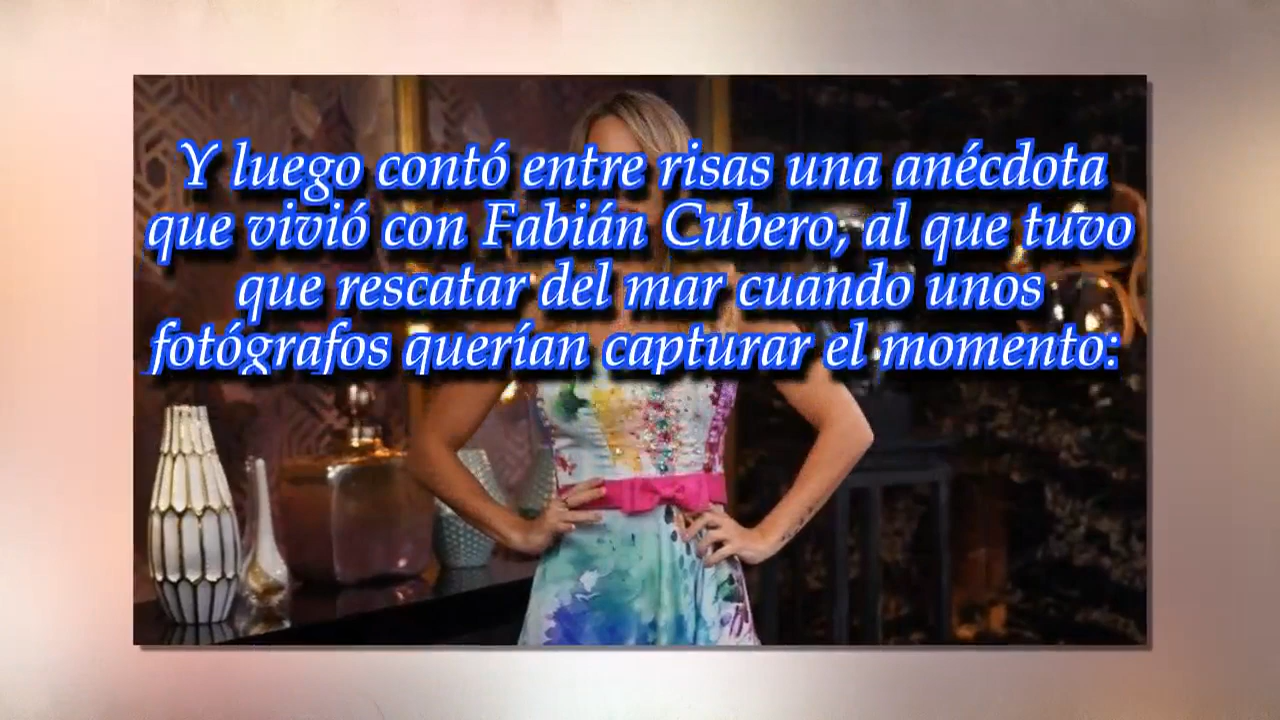 Y luego contó entre risas una anécdota
que vivió con Fabián Cubero, al que tuvo
que rescatar del mar cuando unos
fotógrafos querían capturar el momento: